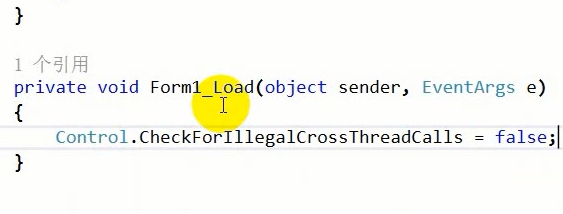 }
1 个引用
private void Form1_Load(object sender, EventArgs e)
{
Control.CheckForIllegalCrossThreadCalls = false;
}